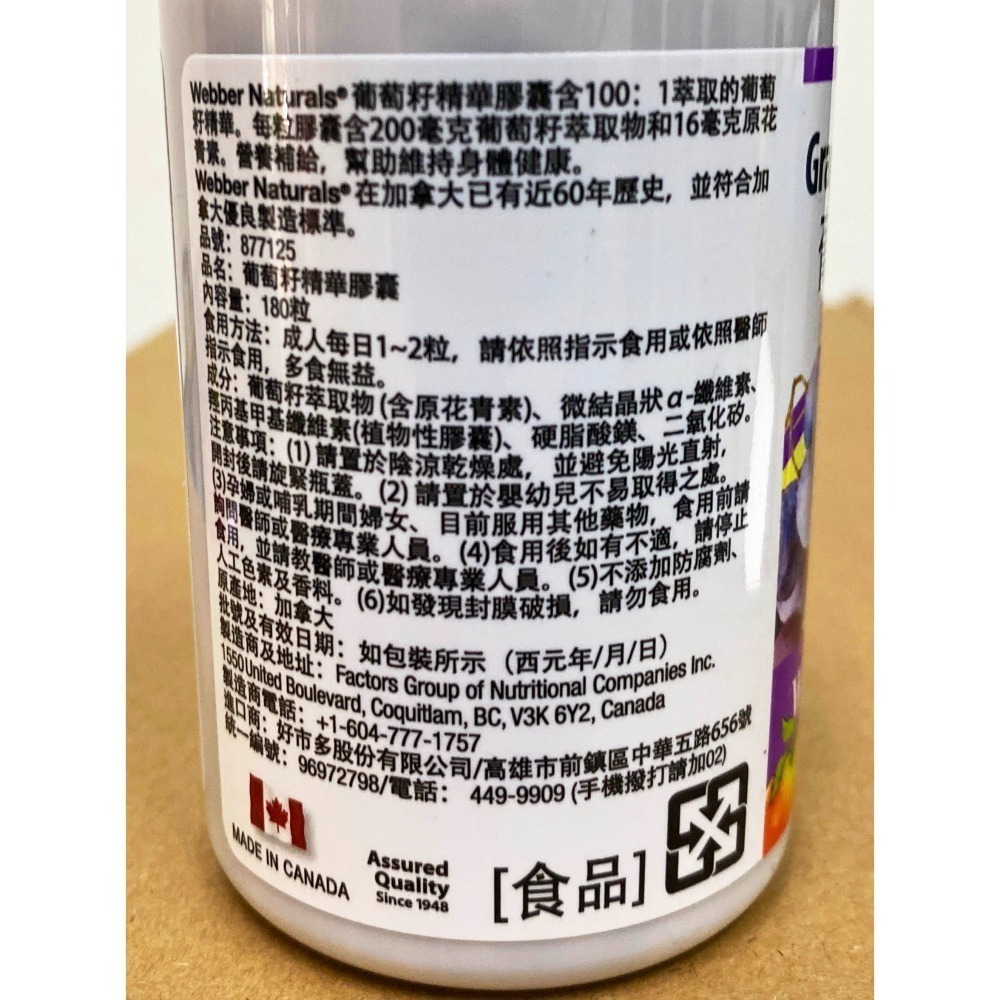 Webber Naturals® 葡萄籽精華膠囊含100：1萃取的葡萄
籽精華。每粒膠囊含200毫克葡萄籽萃取物和16毫克原花
青素。營養補給，幫助維持身體健康。
Webber Naturals® 在加拿大已有近60年歷史，並符合加
拿大優良製造標準。
品號：877125
品名：葡萄籽精華膠囊
內容量：180粒
食用方法：成人每日1~2粒，請依照指示食用或依照醫師
指示食用，多食無益。
成分：葡萄籽萃取物(含原花青素)、微結晶狀α-纖維素、
羥丙基甲基纖維素(植物性膠囊)、硬脂酸鎂、二氧化矽。
注意事項：(1)請置於陰涼乾燥處，並避免陽光直射，
開封後請旋緊瓶蓋。(2)請置於嬰幼兒不易取得之處。
(3)孕婦或哺乳期間婦女、目前服用其他藥物，食用前請
詢問醫師或醫療專業人員。(4)食用後如有不適，請停止
食用，並請教醫師或醫療專業人員。(5)不添加防腐劑、
人工色素及香料。(6)如發現封膜破損，請勿食用。
原產地：加拿大
批號及有效日期：如包裝所示（西元年/月/日）
製造商及地址：Factors Group of Nutritional Companies Inc.
1550 United Boulevard, Coquitlam, BC, V3K 6Y2, Canada
製造商電話：+1-604-777-1757
進口商：好市多股份有限公司/高雄市前鎮區中華五路656號
統一編號：96972798/電話：449-9909 (手機撥打請加02)
MADE IN CANADA
Assured
Quality
Since 1948
[食品]
Gra